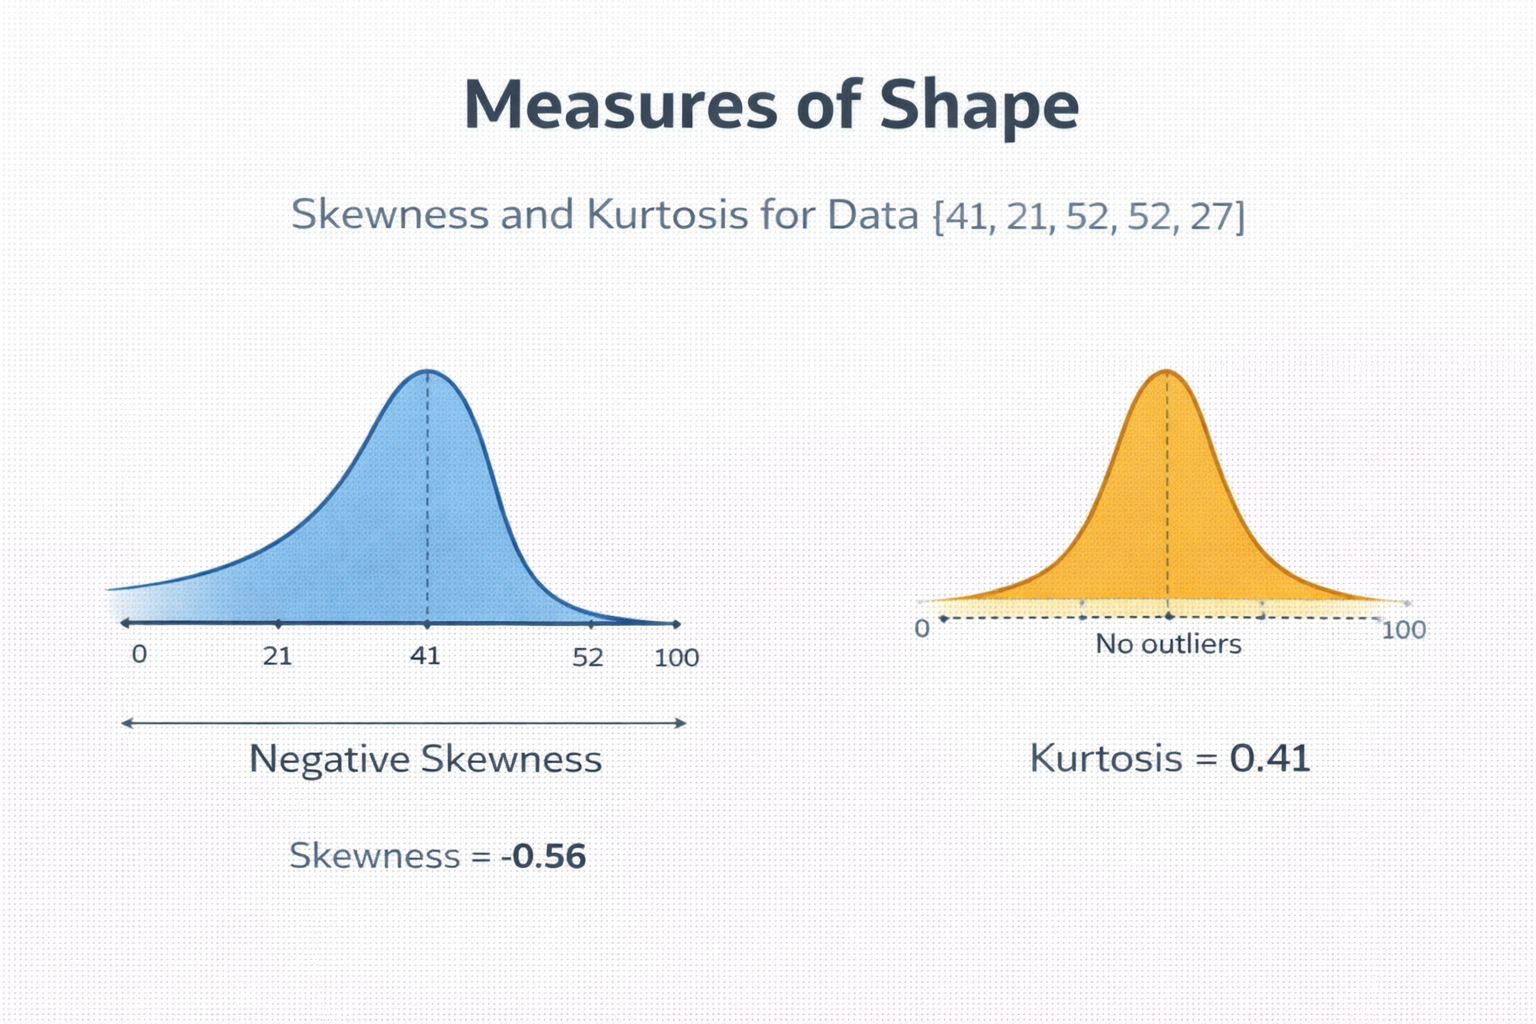 Measures of Shape
Skewness and Kurtosis for Data {41, 21, 52, 52, 27]
0 21 41 52 100
Negative Skewness
Skewness = -0.56
0 100
No outliers
Kurtosis = 0.41